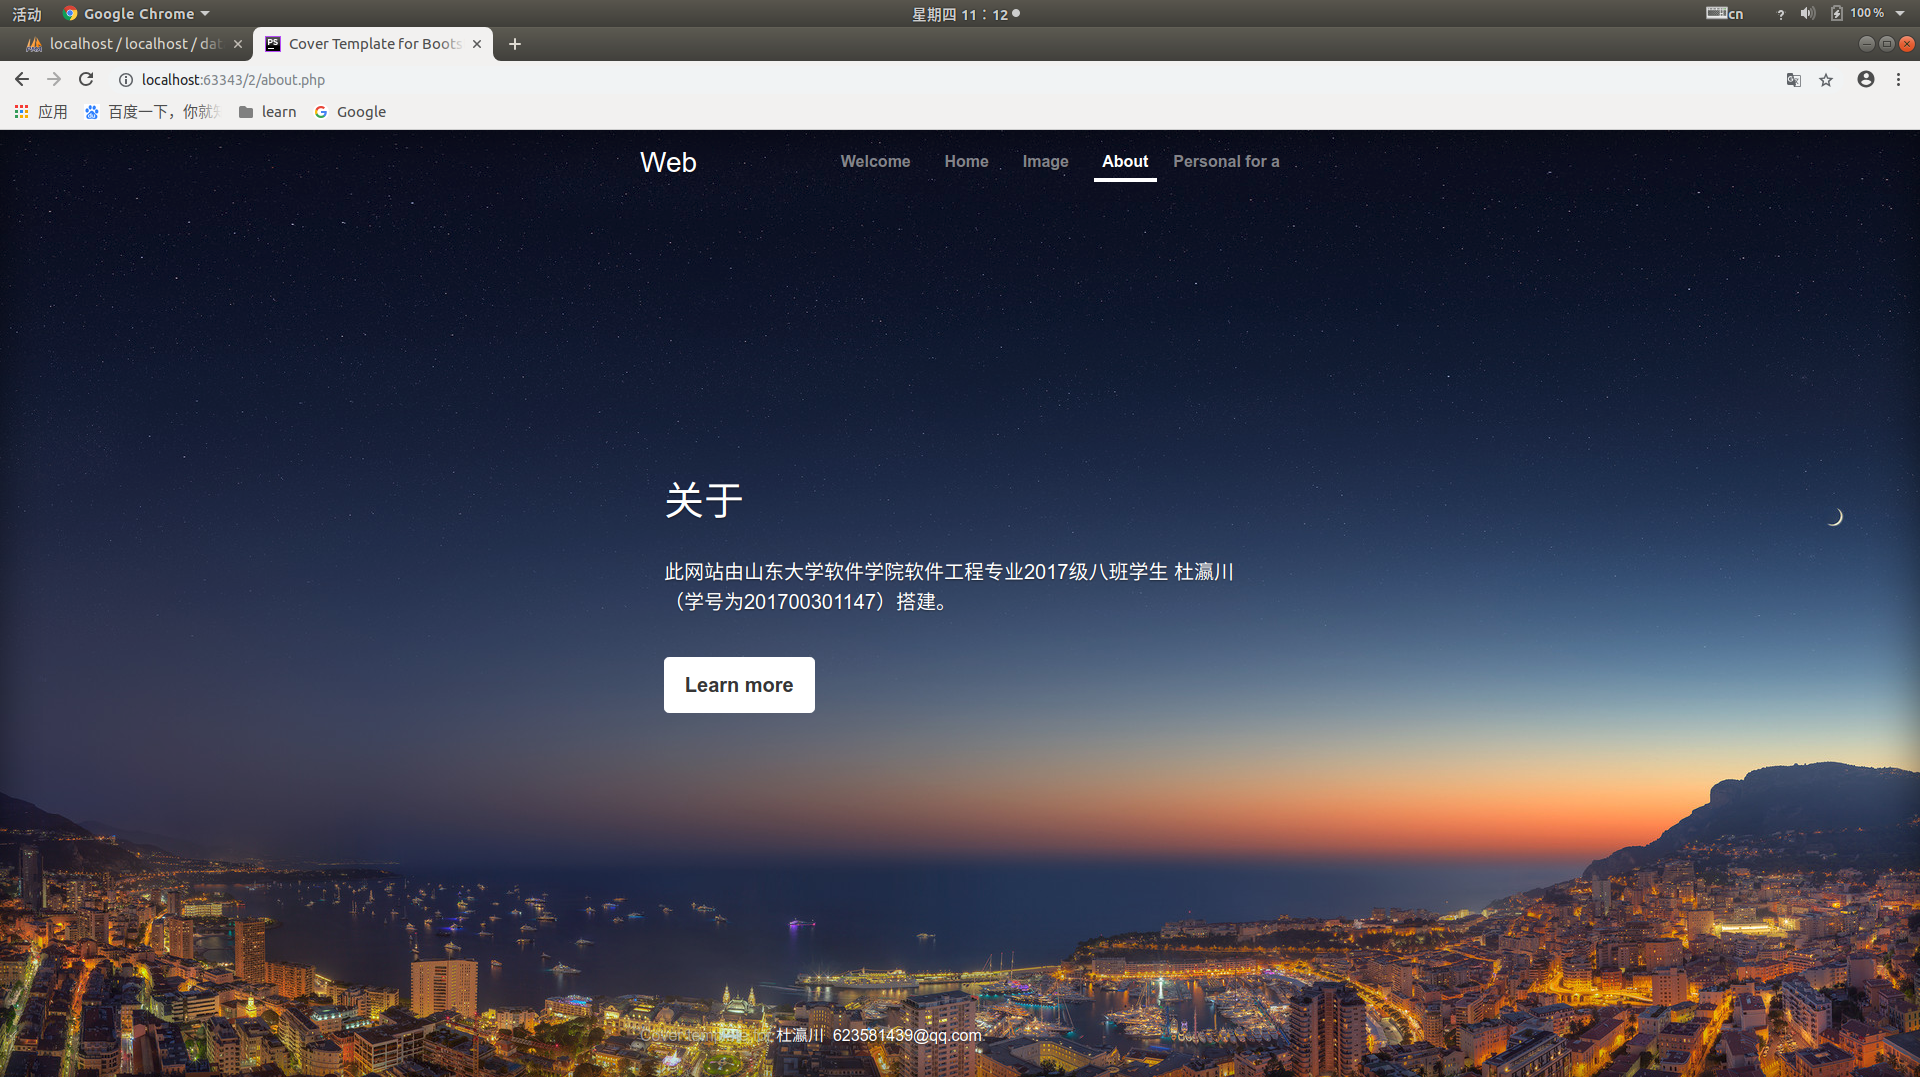 活动 Google Chrome 星期四 11：12 cn ? 100 %
localhost / localhost / dat Cover Template for Boots
localhost:63343/2/about.php
应用 百度一下，你就知 learn Google
Web Welcome Home Image About Personal for a
关于
此网站由山东大学软件学院软件工程专业2017级八班学生 杜瀛川
（学号为201700301147）搭建。
Learn more
Cover template by 杜瀛川 623581439@qq.com